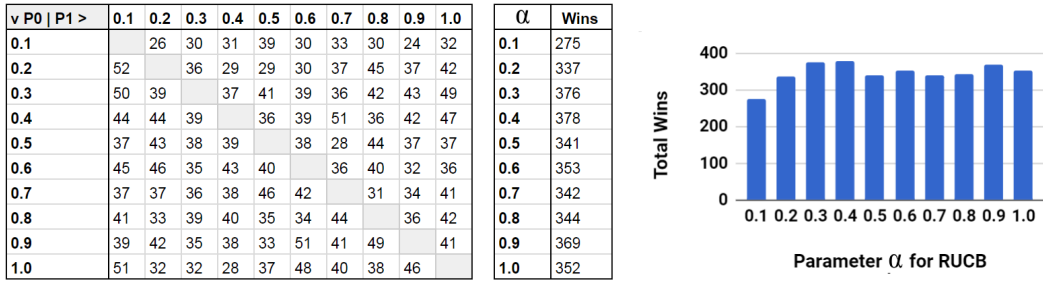 v P0 | P1 > 0.1 0.2 0.3 0.4 0.5 0.6 0.7 0.8 0.9 1.0
0.1 26 30 31 39 30 33 30 24 32
0.2 52 36 29 29 30 37 45 37 42
0.3 50 39 37 41 39 36 42 43 49
0.4 44 44 39 36 39 51 36 42 47
0.5 37 43 38 39 38 28 44 37 37
0.6 45 46 35 43 40 36 40 32 36
0.7 37 37 36 38 46 42 31 34 41
0.8 41 33 39 40 35 34 44 36 42
0.9 39 42 35 38 33 51 41 49 41
1.0 51 32 32 28 37 48 40 38 46
α Wins
0.1 275
0.2 337
0.3 376
0.4 378
0.5 341
0.6 353
0.7 342
0.8 344
0.9 369
1.0 352
Total Wins
400
300
200
100
0
0.1 0.2 0.3 0.4 0.5 0.6 0.7 0.8 0.9 1.0
Parameter α for RUCB